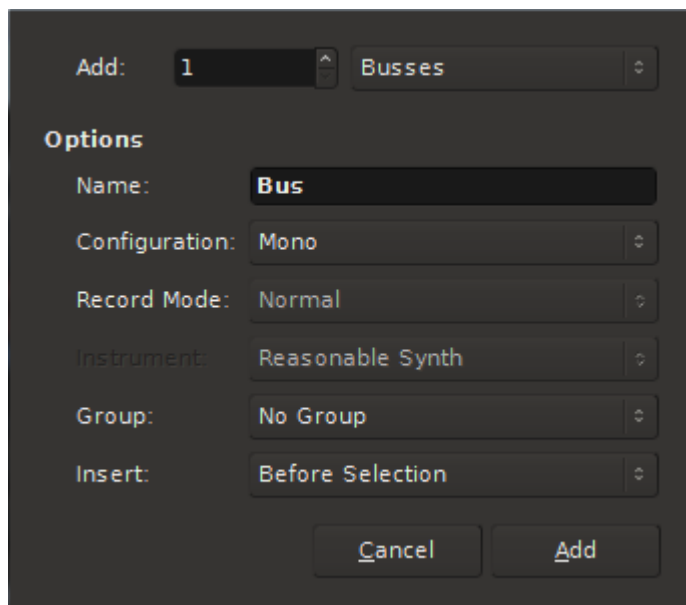 Add: 1 Busses
Options
Name: Bus
Configuration: Mono
Record Mode: Normal
Instrument: Reasonable Synth
Group: No Group
Insert: Before Selection
Cancel Add